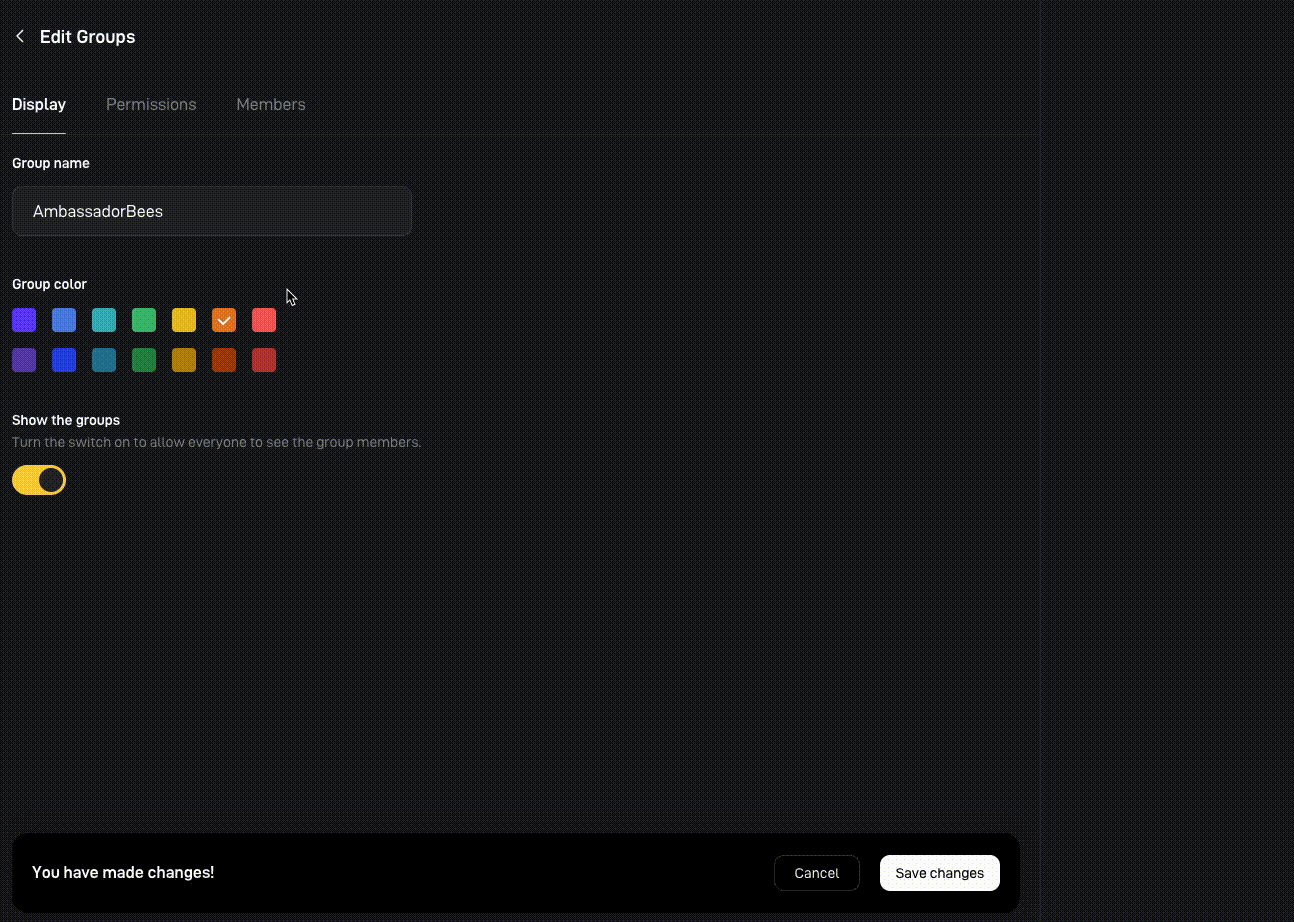 Edit Groups
Display Permissions Members
Group name
AmbassadorBees
Group color
Show the groups
Turn the switch on to allow everyone to see the group members.
You have made changes! Cancel Save changes